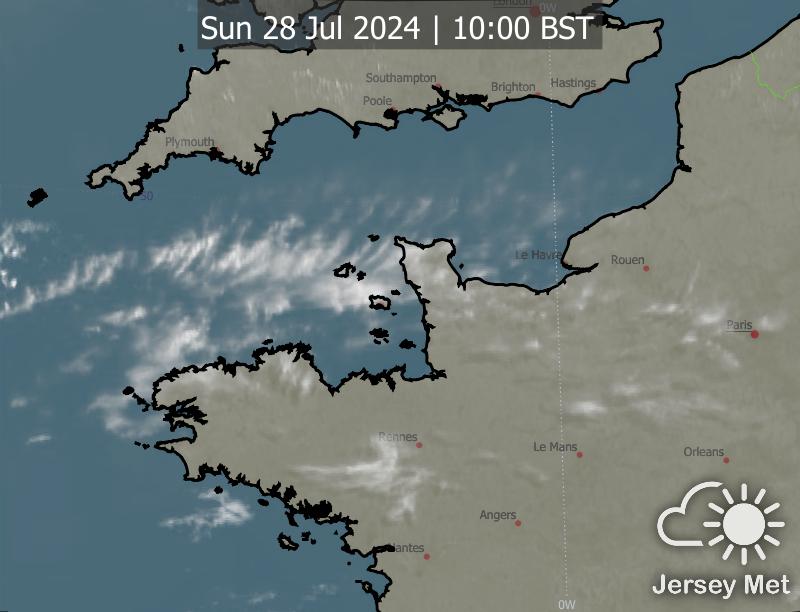 London
0W
Sun 28 Jul 2024 | 10:00 BST
Southampton
Brighton
Hastings
Poole
Plymouth
50
Le Havre
Rouen
Paris
Rennes
Le Mans
Orleans
Angers
Nantes
Jersey Met
0W